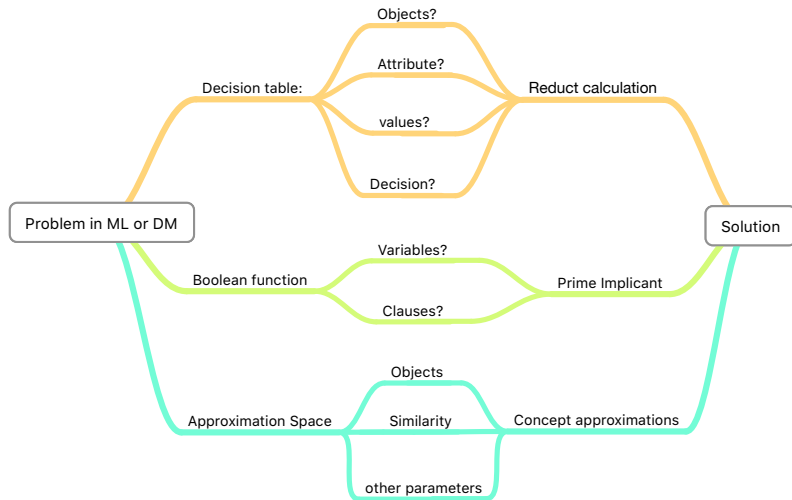 Objects?
Attribute?
Decision table:
Reduct calculation
values?
Decision?
Problem in ML or DM
Solution
Variables?
Boolean function
Prime Implicant
Clauses?
Objects
Approximation Space
Similarity
Concept approximations
other parameters